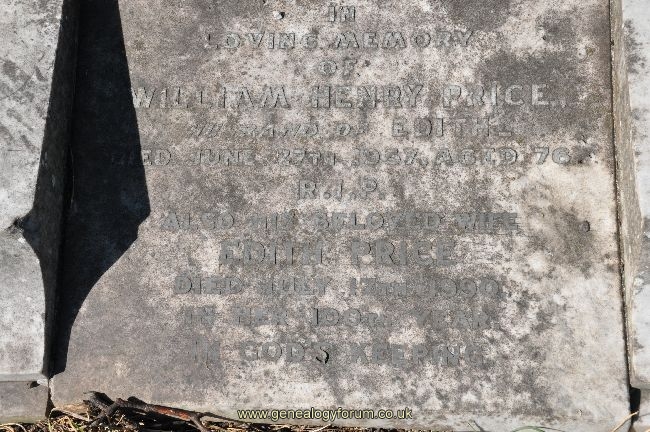 IN
LOVING MEMORY
OF
WILLIAM HENRY PRICE,
HUSBAND OF EDITH.
DIED JUNE 27TH 1957, AGED 76.
R.I.P.
ALSO HIS BELOVED WIFE
EDITH PRICE
DIED JULY 17TH 1990,
IN HER 100TH YEAR.
IN GOD'S KEEPING.
www.genealogyforum.co.uk